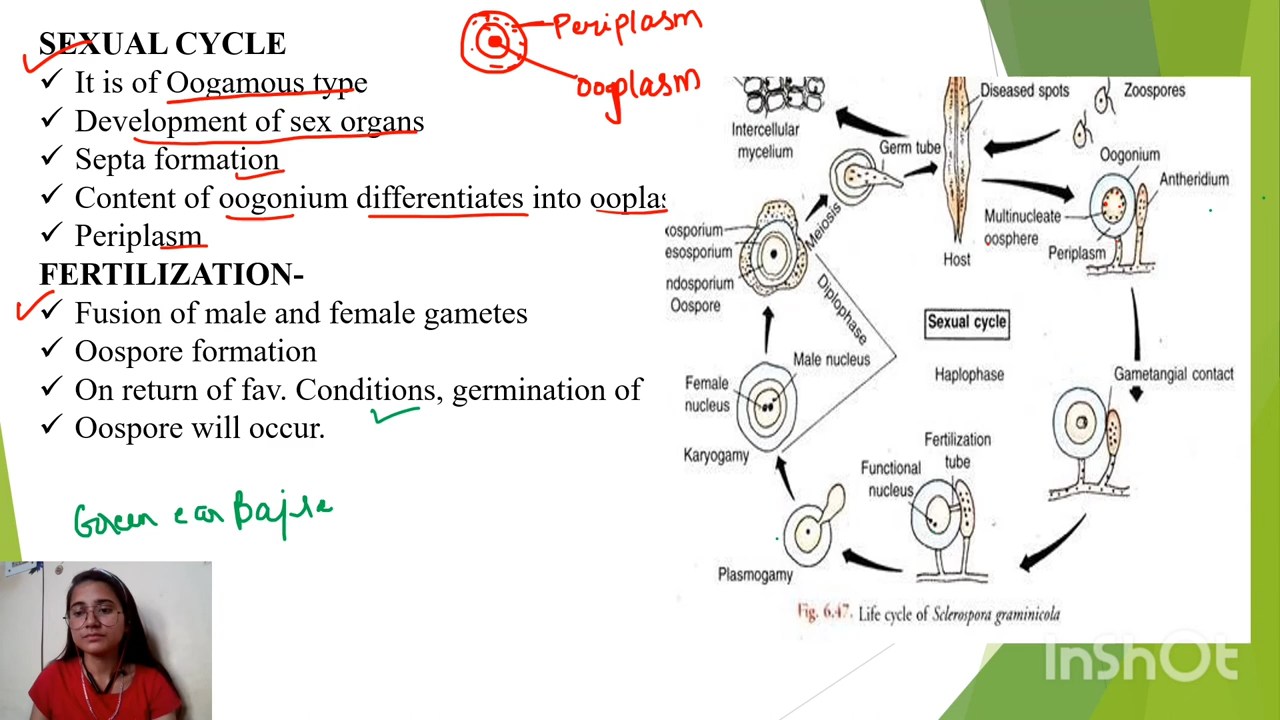 SEXUAL CYCLE
✓ It is of Oogamous type
✓ Development of sex organs
✓ Septa formation
✓ Content of oogonium differentiates into ooplas
✓ Periplasm
FERTILIZATION-
✓ Fusion of male and female gametes
✓ Oospore formation
✓ On return of fav. Conditions, germination of
✓ Oospore will occur.
Green ear Bajra
Periplasm
ooplasm
Intercellular
mycelium
Germ tube
Diseased spots
Zoospores
Oogonium
Antheridium
Multinucleate
oosphere
Periplasm
Host
Meiosis
xosporium
esosporium
ndosporium
Oospore
Diplophase
Sexual cycle
Haplophase
Male nucleus
Female
nucleus
Karyogamy
Gametangial contact
Fertilization
tube
Functional
nucleus
Plasmogamy
Fig. 6.47. Life cycle of Sclerospora graminicola
InShOt